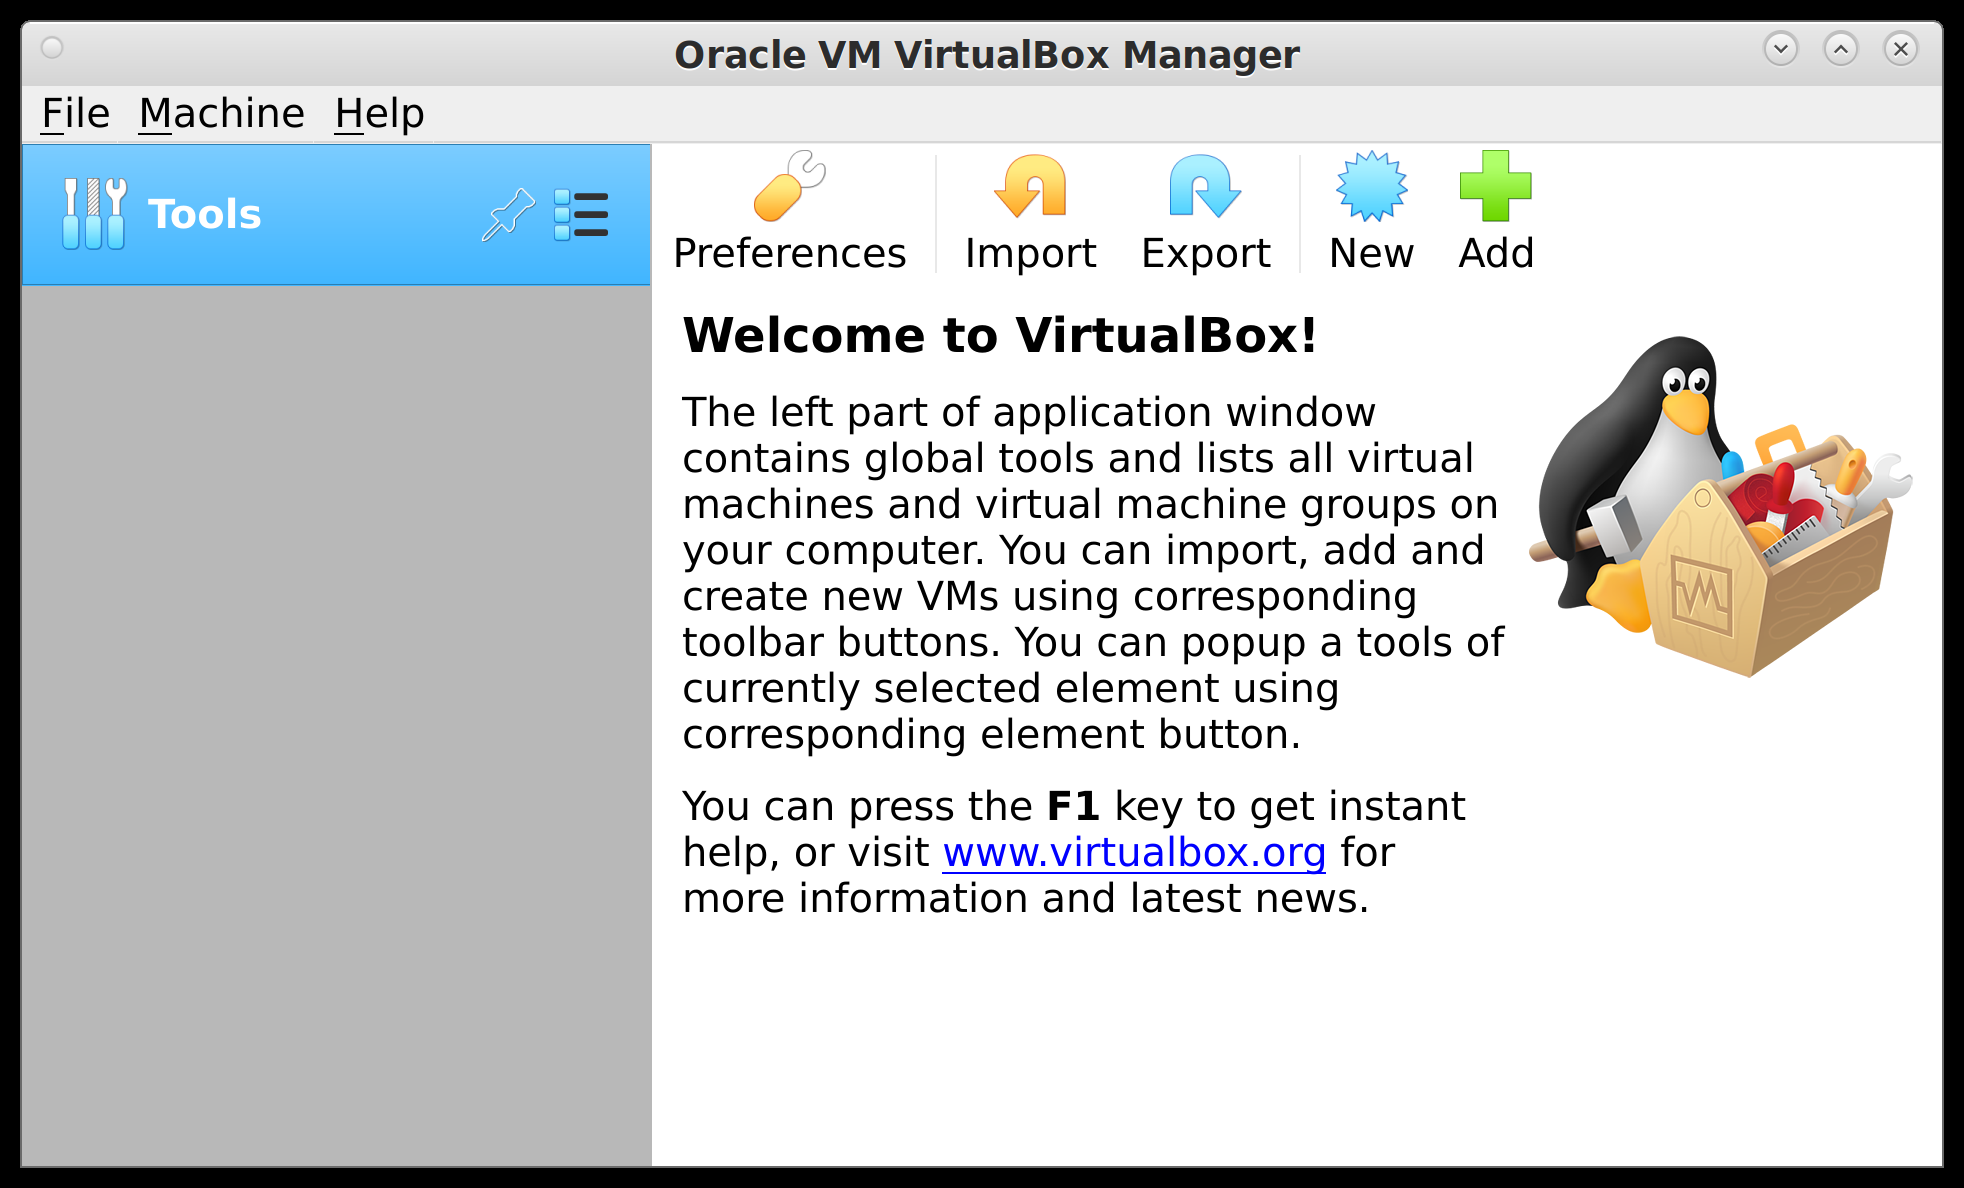 Oracle VM VirtualBox Manager
File Machine Help
Tools
Preferences Import Export New Add
Welcome to VirtualBox!
The left part of application window
contains global tools and lists all virtual
machines and virtual machine groups on
your computer. You can import, add and
create new VMs using corresponding
toolbar buttons. You can popup a tools of
currently selected element using
corresponding element button.
You can press the F1 key to get instant
help, or visit www.virtualbox.org for
more information and latest news.